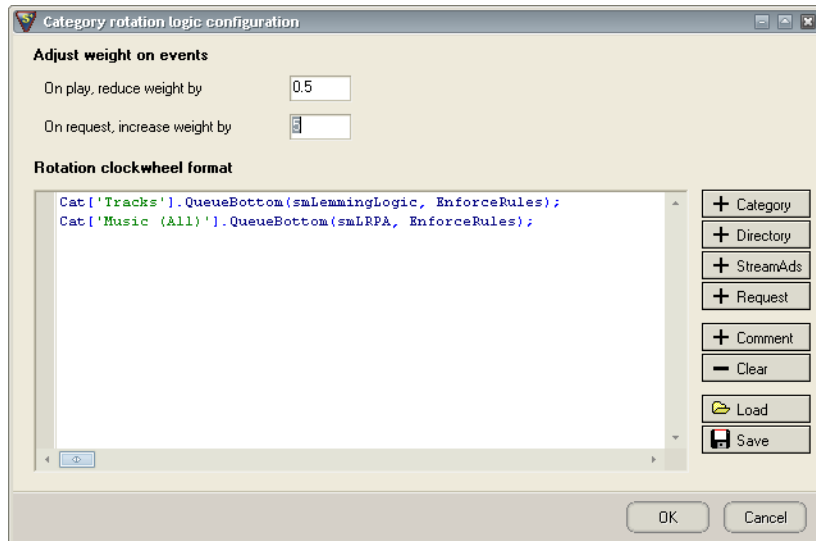 Category rotation logic configuration
Adjust weight on events
On play, reduce weight by 0.5
On request, increase weight by 5
Rotation clockwheel format
Cat['Tracks'].QueueBottom(smLemmingLogic, EnforceRules);
Cat['Music (All)'].QueueBottom(smLRPA, EnforceRules);
+ Category
+ Directory
+ StreamAds
+ Request
+ Comment
− Clear
Load
Save
OK
Cancel